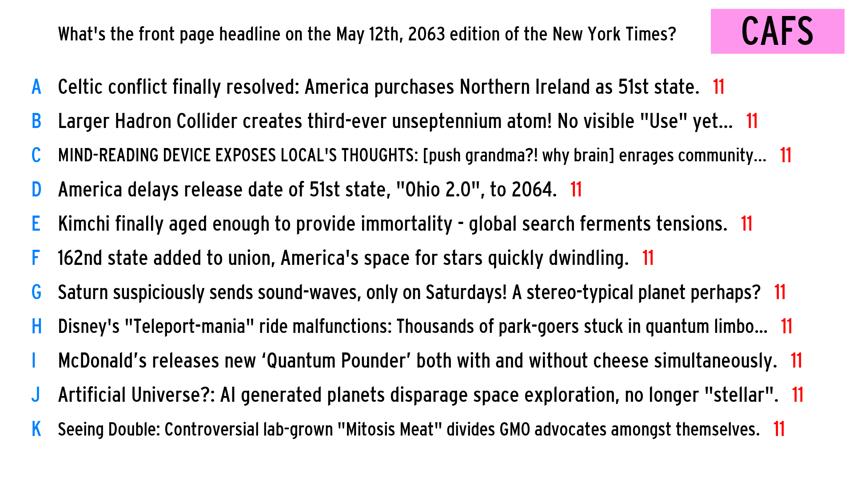 What's the front page headline on the May 12th, 2063 edition of the New York Times?
CAFS
A Celtic conflict finally resolved: America purchases Northern Ireland as 51st state. 11
B Larger Hadron Collider creates third-ever unseptennium atom! No visible "Use" yet... 11
C MIND-READING DEVICE EXPOSES LOCAL'S THOUGHTS: [push grandma?! why brain] enrages community... 11
D America delays release date of 51st state, "Ohio 2.0", to 2064. 11
E Kimchi finally aged enough to provide immortality - global search ferments tensions. 11
F 162nd state added to union, America's space for stars quickly dwindling. 11
G Saturn suspiciously sends sound-waves, only on Saturdays! A stereo-typical planet perhaps? 11
H Disney's "Teleport-mania" ride malfunctions: Thousands of park-goers stuck in quantum limbo... 11
I McDonald’s releases new ‘Quantum Pounder’ both with and without cheese simultaneously. 11
J Artificial Universe?: AI generated planets disparage space exploration, no longer "stellar". 11
K Seeing Double: Controversial lab-grown "Mitosis Meat" divides GMO advocates amongst themselves. 11